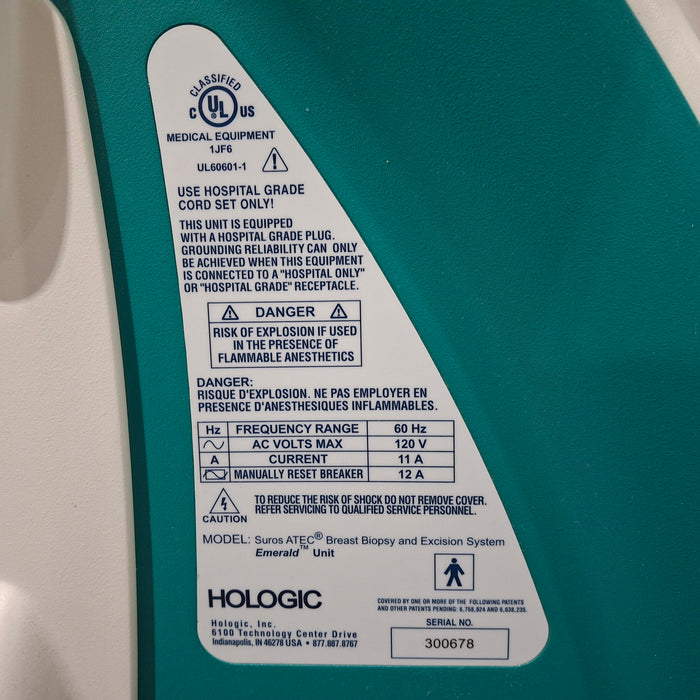 CLASSIFIED
C UL US
MEDICAL EQUIPMENT
1JF6
UL60601-1
USE HOSPITAL GRADE
CORD SET ONLY!
THIS UNIT IS EQUIPPED
WITH A HOSPITAL GRADE PLUG.
GROUNDING RELIABILITY CAN ONLY
BE ACHIEVED WHEN THIS EQUIPMENT
IS CONNECTED TO A "HOSPITAL ONLY"
OR "HOSPITAL GRADE" RECEPTACLE.
DANGER
RISK OF EXPLOSION IF USED
IN THE PRESENCE OF
FLAMMABLE ANESTHETICS
DANGER:
RISQUE D'EXPLOSION. NE PAS EMPLOYER EN
PRESENCE D'ANESTHESIQUES INFLAMMABLES.
Hz FREQUENCY RANGE 60 Hz
AC VOLTS MAX 120 V
A CURRENT 11 A
MANUALLY RESET BREAKER 12 A
TO REDUCE THE RISK OF SHOCK DO NOT REMOVE COVER.
REFER SERVICING TO QUALIFIED SERVICE PERSONNEL.
CAUTION
MODEL: Suros ATEC® Breast Biopsy and Excision System
Emerald™ Unit
HOLOGIC
COVERED BY ONE OR MORE OF THE FOLLOWING PATENTS
AND OTHER PATENTS PENDING: 6,758,824 AND 6,638,235.
Hologic, Inc.
6100 Technology Center Drive
Indianapolis, IN 46278 USA • 877.887.8767
SERIAL NO.
300678